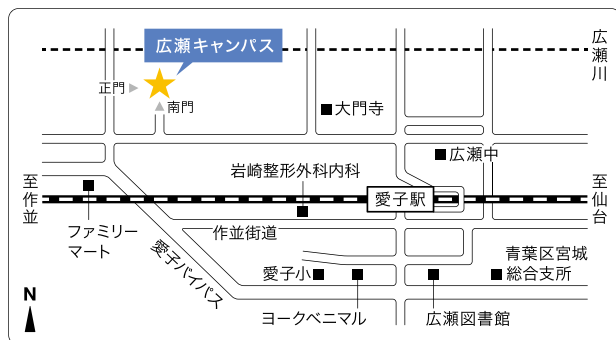 広瀬キャンパス
広瀬川
正門
南門
大門寺
広瀬中
岩崎整形外科内科
至作並
愛子駅
至仙台
ファミリー
マート
作並街道
愛子バイパス
青葉区宮城
総合支所
愛子小
ヨークベニマル
広瀬図書館
N